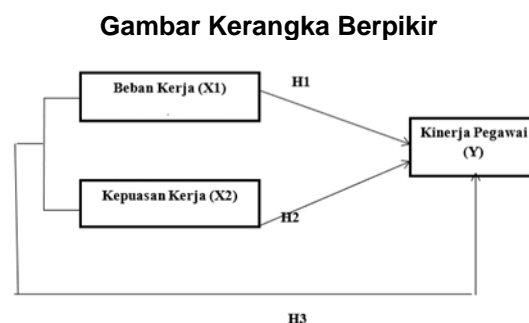 Gambar Kerangka Berpikir
Beban Kerja (X1)
H1
Kinerja Pegawai
(Y)
Kepuasan Kerja (X2)
H2
H3